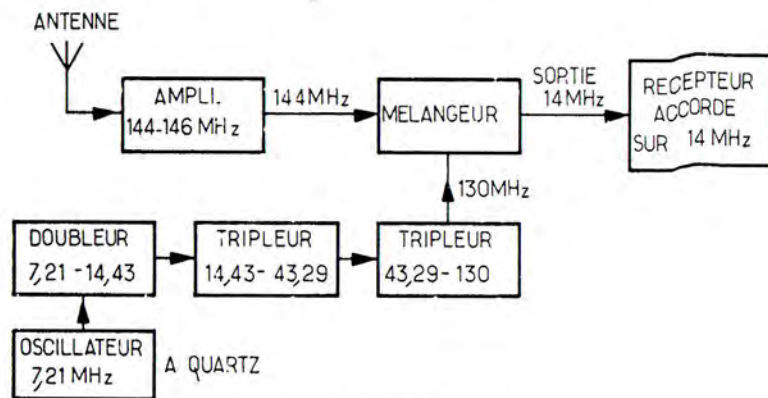 ANTENNE
AMPLI.
144-146 MHz
144MHz
MELANGEUR
SORTIE
14MHz
RECEPTEUR
ACCORDE
SUR 14 MHz
130MHz
DOUBLEUR
7,21 - 14,43
TRIPLEUR
14,43 - 43,29
TRIPLEUR
43,29 - 130
OSCILLATEUR
7,21 MHz
A QUARTZ